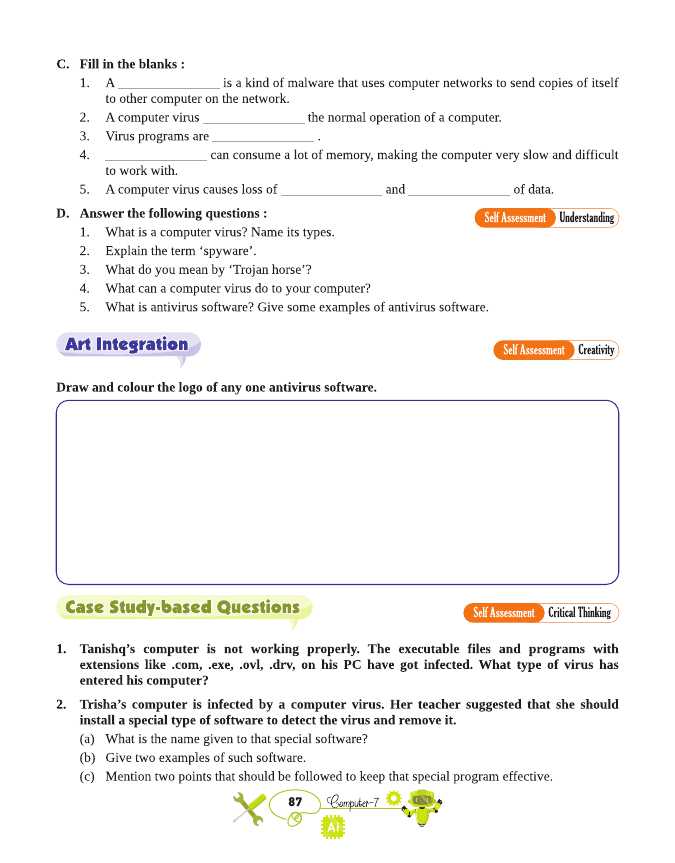 C. Fill in the blanks :
1. A _______________ is a kind of malware that uses computer networks to send copies of itself
to other computer on the network.
2. A computer virus _______________ the normal operation of a computer.
3. Virus programs are _______________ .
4. _______________ can consume a lot of memory, making the computer very slow and difficult
to work with.
5. A computer virus causes loss of _______________ and _______________ of data.
D. Answer the following questions :
Self Assessment Understanding
1. What is a computer virus? Name its types.
2. Explain the term ‘spyware’.
3. What do you mean by ‘Trojan horse’?
4. What can a computer virus do to your computer?
5. What is antivirus software? Give some examples of antivirus software.
Art Integration
Self Assessment Creativity
Draw and colour the logo of any one antivirus software.
Case Study-based Questions
Self Assessment Critical Thinking
1. Tanishq’s computer is not working properly. The executable files and programs with
extensions like .com, .exe, .ovl, .drv, on his PC have got infected. What type of virus has
entered his computer?
2. Trisha’s computer is infected by a computer virus. Her teacher suggested that she should
install a special type of software to detect the virus and remove it.
(a) What is the name given to that special software?
(b) Give two examples of such software.
(c) Mention two points that should be followed to keep that special program effective.
87 Computer-7
AI